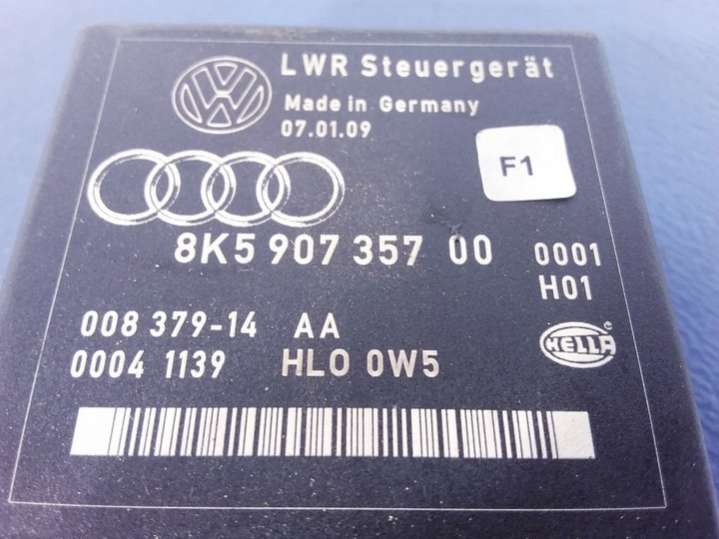 LWR Steuergerät
Made in Germany
07.01.09
F1
8K5 907 357 00 0001
H01
008 379-14 AA
0004 1139 HLO 0W5
HELLA